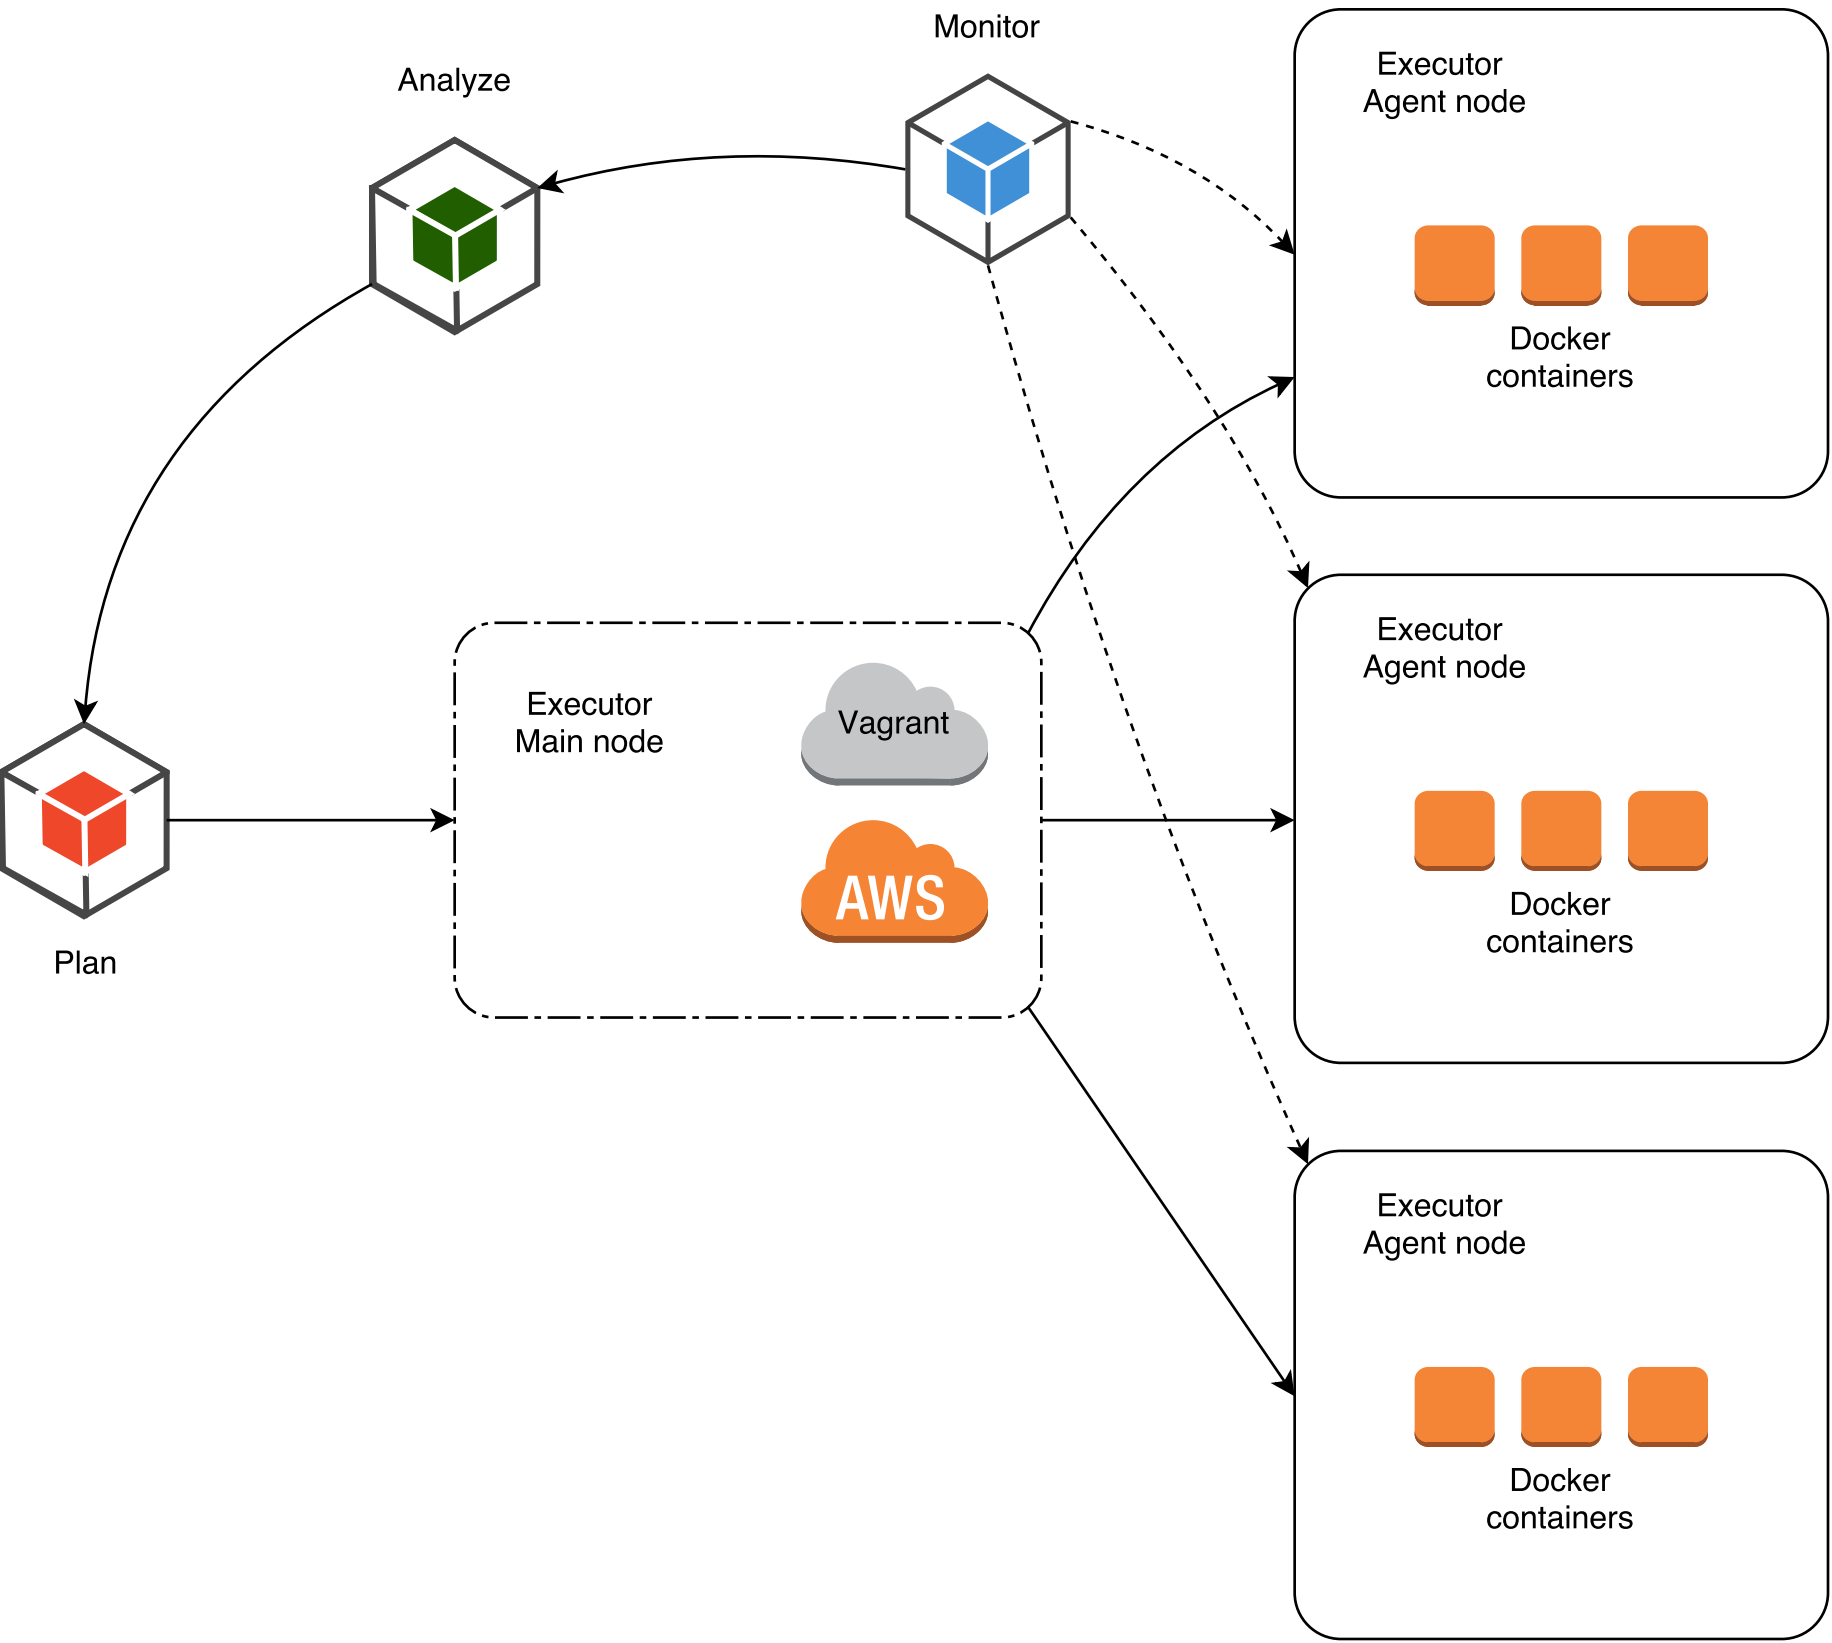 Monitor
Analyze
Executor
Agent node
Docker
containers
Executor
Agent node
Docker
containers
Executor
Main node
Vagrant
AWS
Plan
Executor
Agent node
Docker
containers